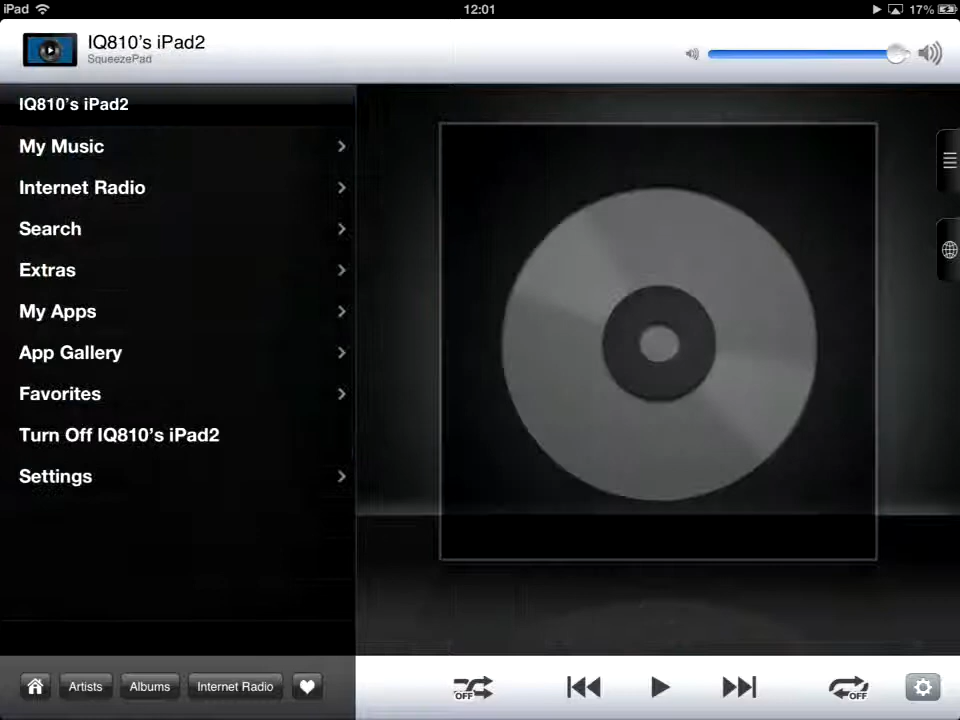 iPad
12:01
17%
IQ810's iPad2
SqueezePad
IQ810's iPad2
My Music
Internet Radio
Search
Extras
My Apps
App Gallery
Favorites
Turn Off IQ810's iPad2
Settings
Artists
Albums
Internet Radio
OFF
OFF